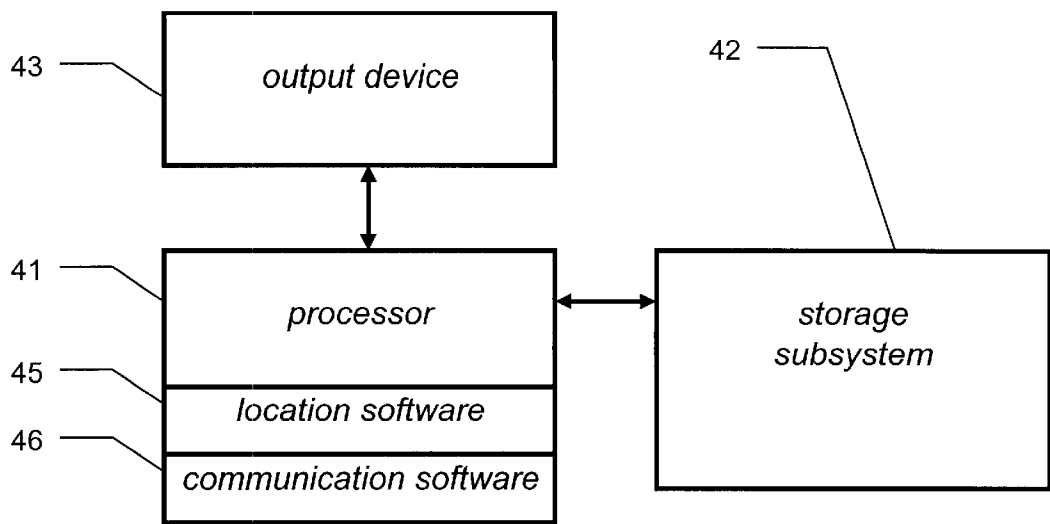 43
output device
42
41
processor
storage
subsystem
45
location software
46
communication software